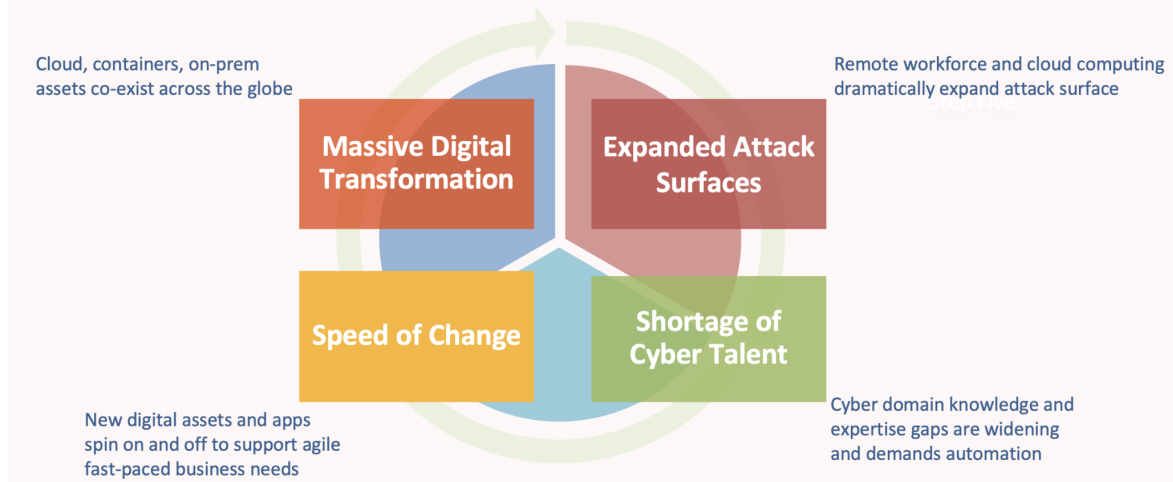 Cloud, containers, on-prem
assets co-exist across the globe
Massive Digital
Transformation
Remote workforce and cloud computing
dramatically expand attack surface
Step Five
Expanded Attack
Surfaces
Speed of Change
New digital assets and apps
spin on and off to support agile
fast-paced business needs
Shortage of
Cyber Talent
Cyber domain knowledge and
expertise gaps are widening
and demands automation